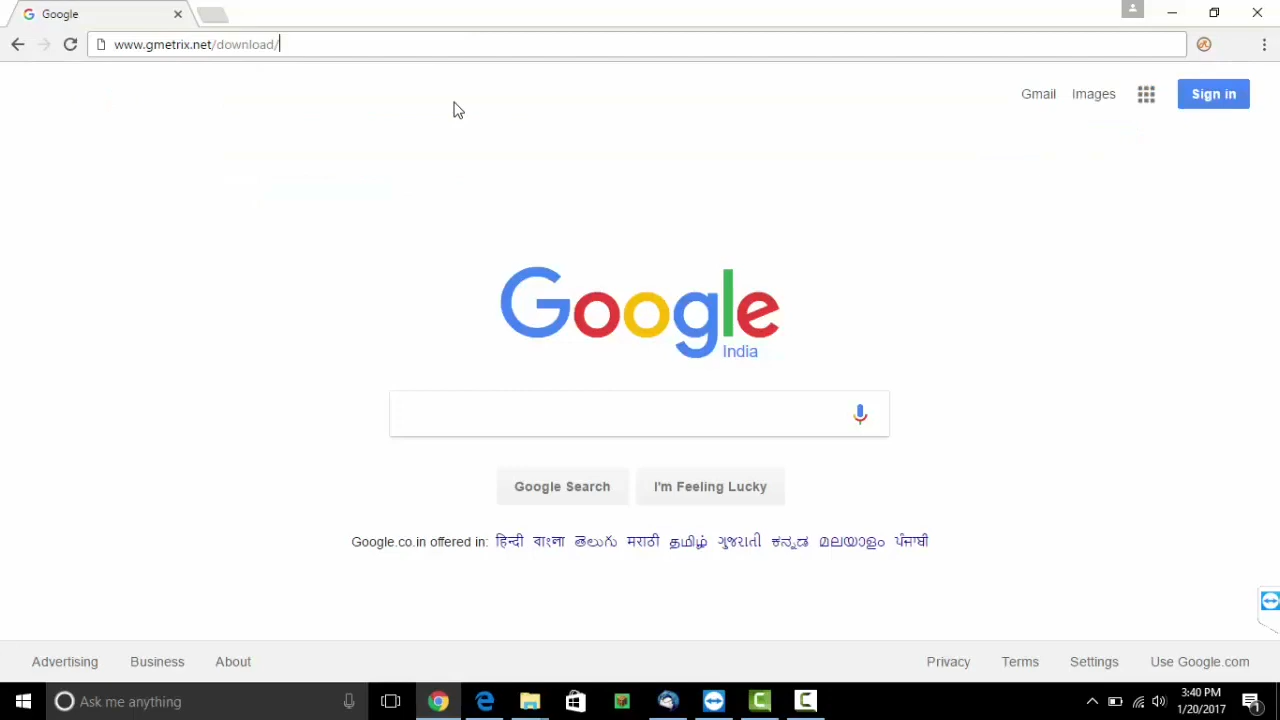 Google
www.gmetrix.net/download/
Gmail Images Sign in
Google
India
Google Search I'm Feeling Lucky
Google.co.in offered in: हिन्दी বাংলা తెలుగు मराठी தமிழ் ગુજરાતી ಕನ್ನಡ മലയാളം ਪੰਜਾਬੀ
Advertising Business About Privacy Terms Settings Use Google.com
Ask me anything
3:40 PM
1/20/2017
1